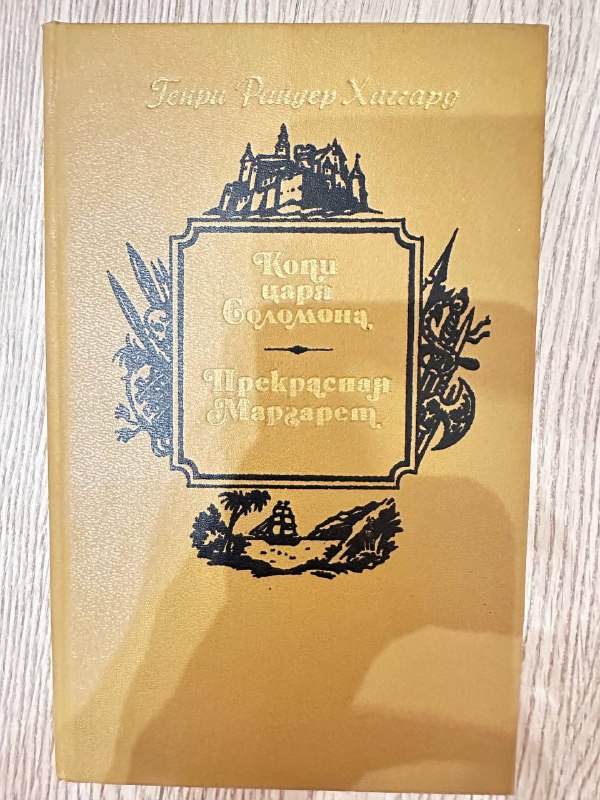 Генри Райдер Хаггард
Копи
царя
Соломона
Прекрасная
Маргарет